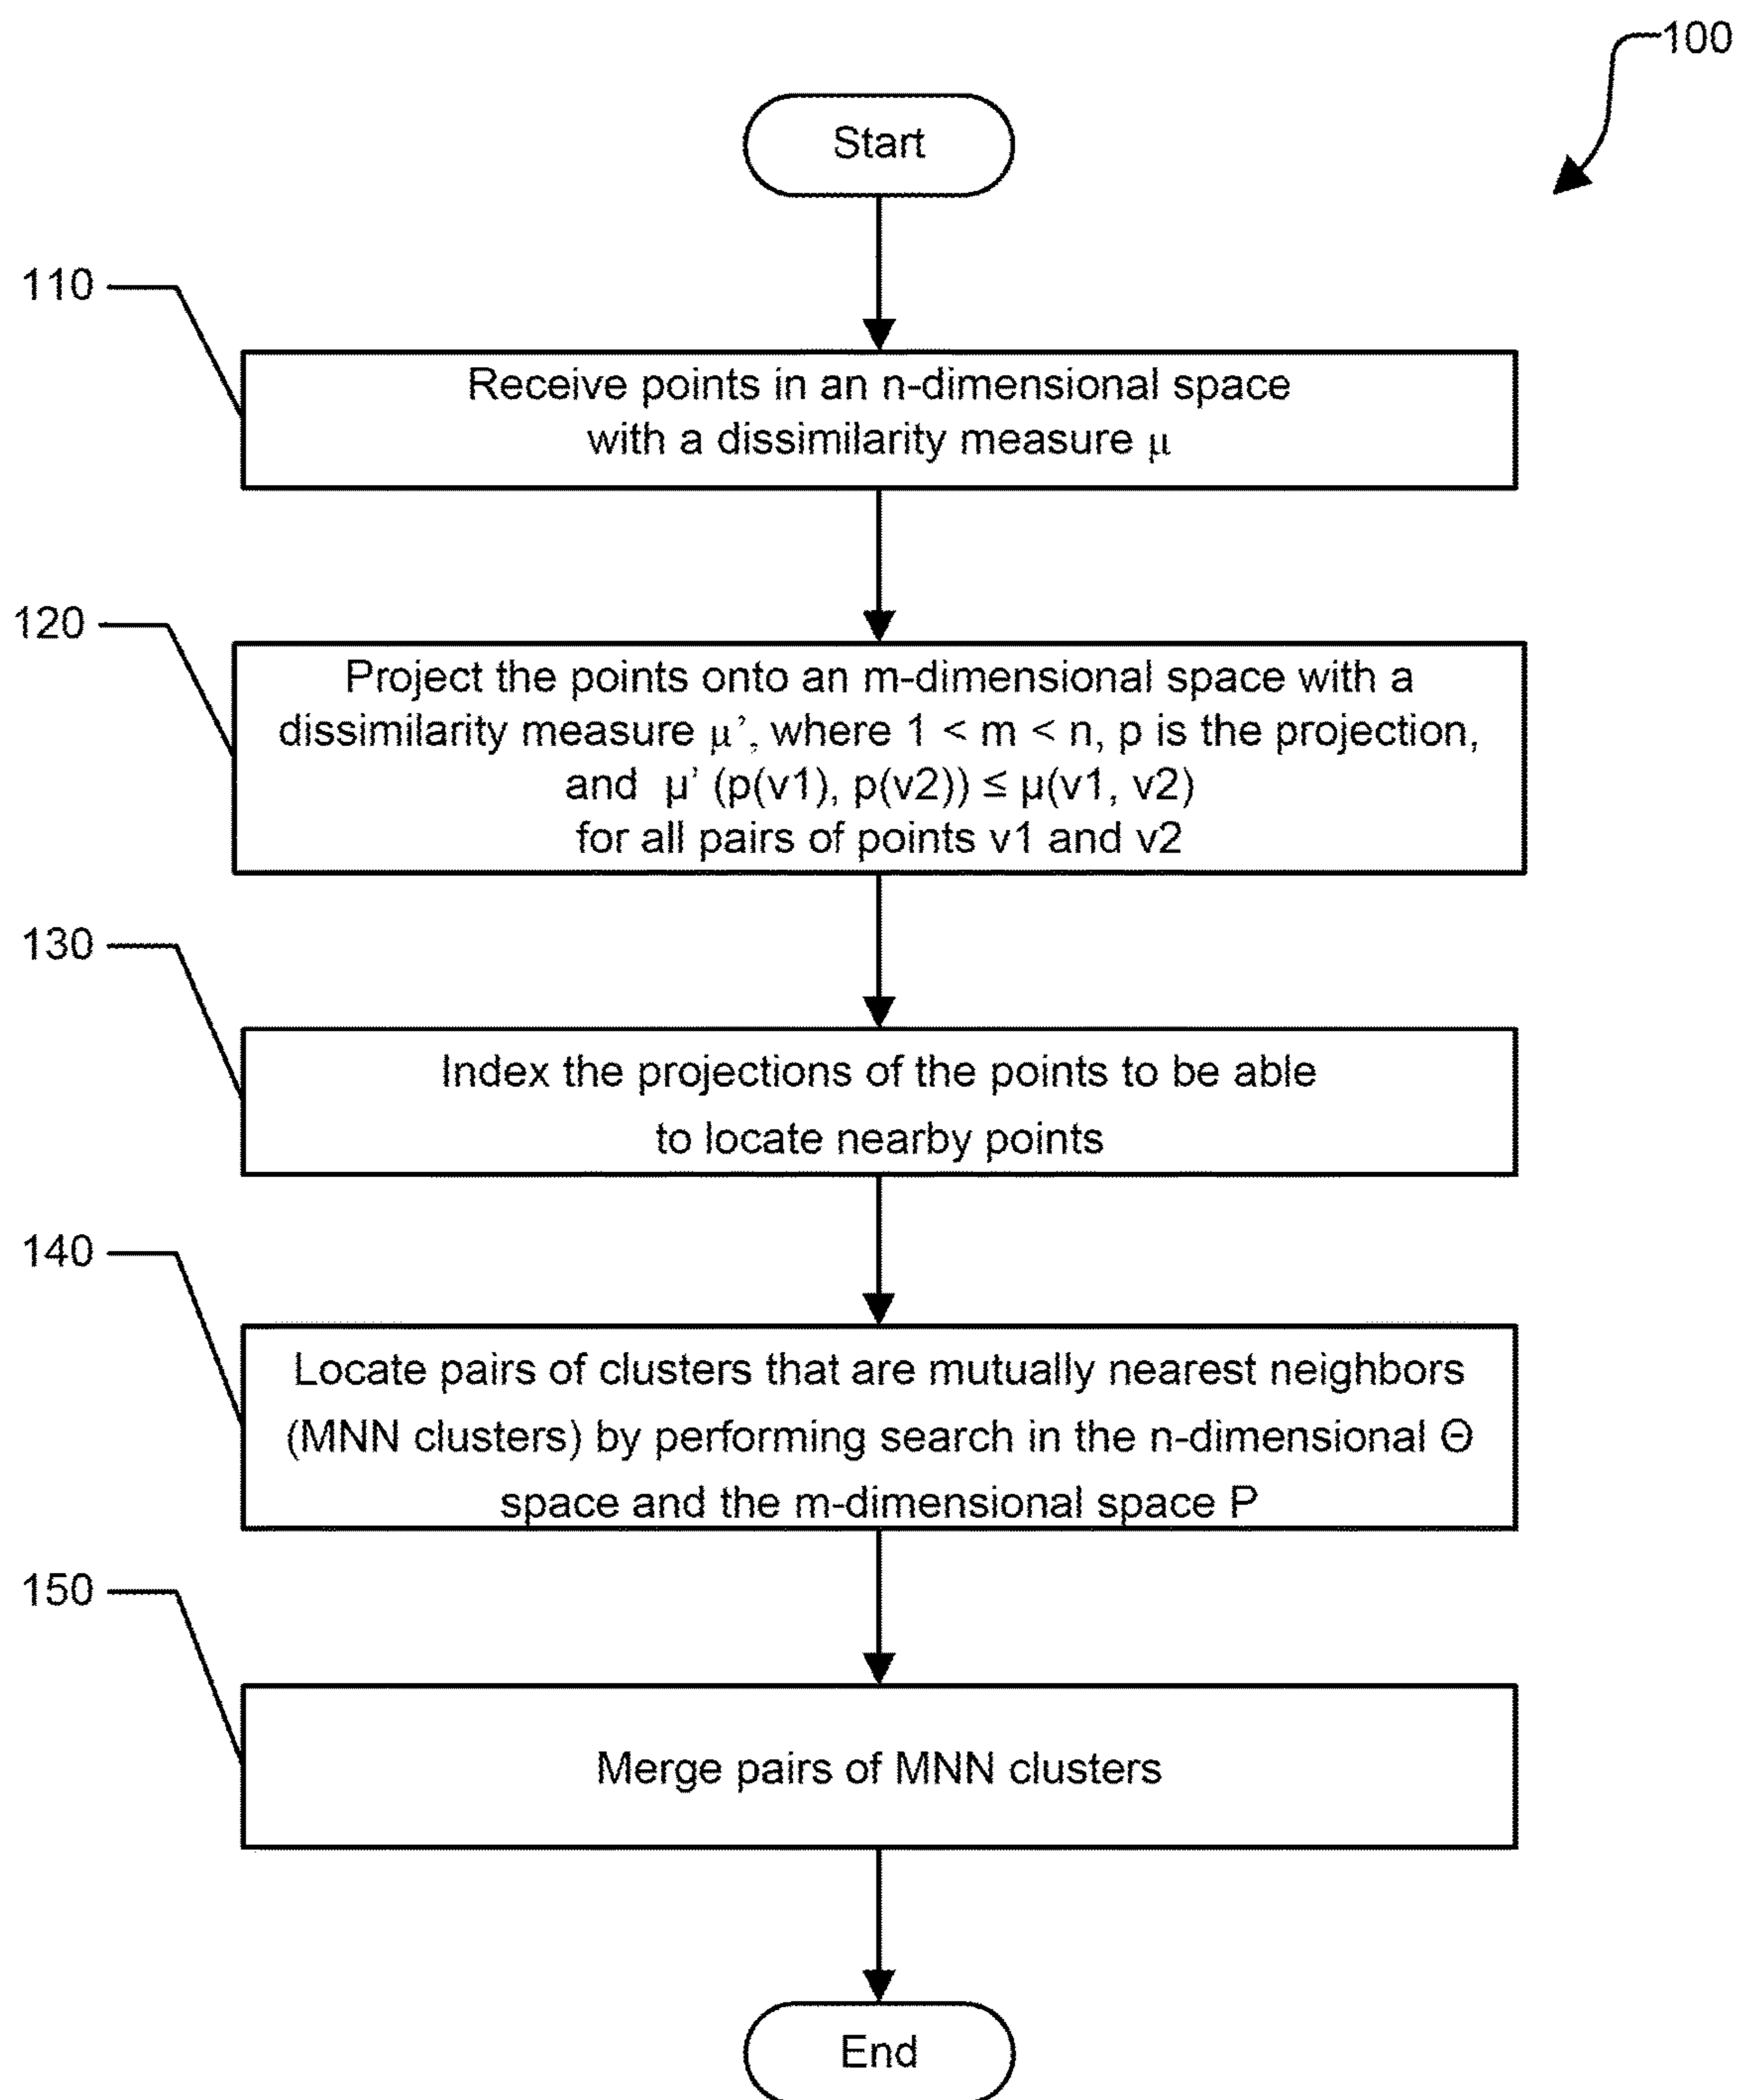 100
Start
110
Receive points in an n-dimensional space
with a dissimilarity measure μ
120
Project the points onto an m-dimensional space with a
dissimilarity measure μ’, where 1 < m < n, p is the projection,
and μ’ (p(v1), p(v2)) ≤ μ(v1, v2)
for all pairs of points v1 and v2
130
Index the projections of the points to be able
to locate nearby points
140
Locate pairs of clusters that are mutually nearest neighbors
(MNN clusters) by performing search in the n-dimensional Θ
space and the m-dimensional space P
150
Merge pairs of MNN clusters
End